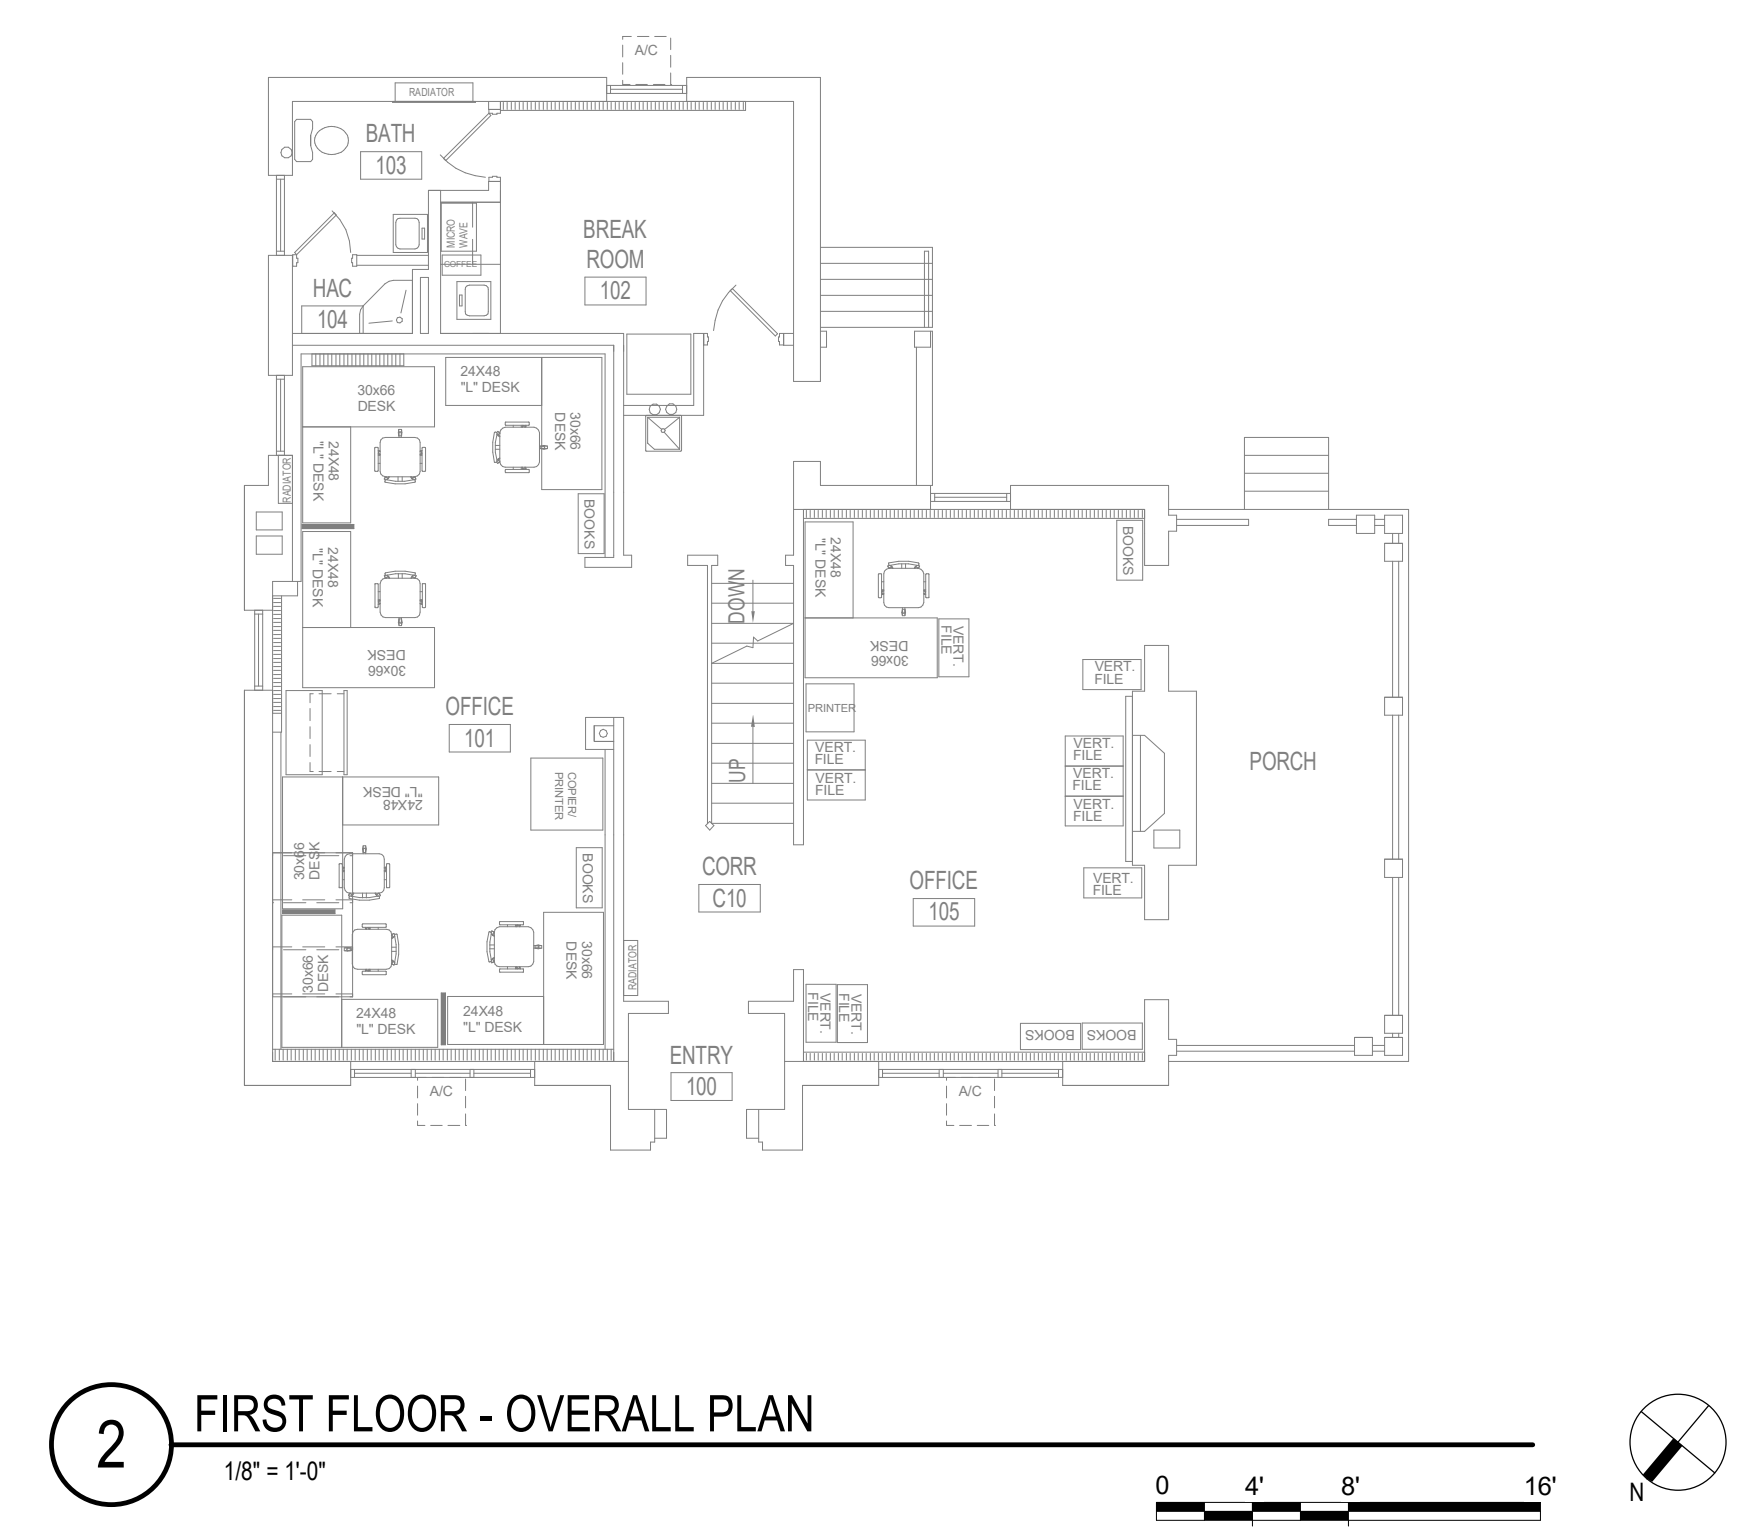 A/C
RADIATOR
BATH
103
MICRO
WAVE
COFFEE
BREAK
ROOM
102
HAC
104
30x66
DESK
24X48
"L" DESK
30x66
DESK
24X48
"L" DESK
RADIATOR
BOOKS
24X48
"L" DESK
30x66
DESK
OFFICE
101
24X48
"L" DESK
COPIER/
PRINTER
30x66
DESK
BOOKS
30x66
DESK
30x66
DESK
24X48
"L" DESK
24X48
"L" DESK
RADIATOR
DOWN
UP
CORR
C10
ENTRY
100
24X48
"L" DESK
BOOKS
30x66
DESK
VERT.
FILE
PRINTER
VERT.
FILE
VERT.
FILE
VERT.
FILE
VERT.
FILE
VERT.
FILE
VERT.
FILE
VERT.
FILE
OFFICE
105
PORCH
VERT.
FILE
VERT.
FILE
BOOKS
BOOKS
A/C
A/C
2
FIRST FLOOR - OVERALL PLAN
1/8" = 1'-0"
0 4' 8' 16'
N